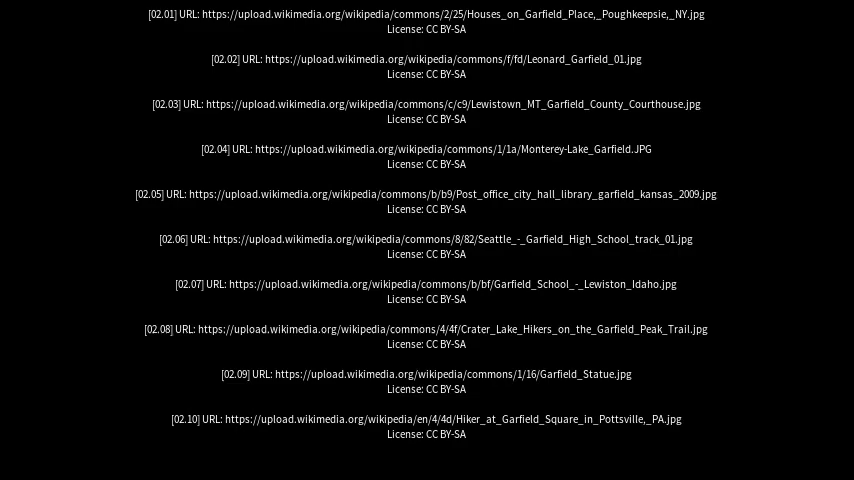 [02.01] URL: https://upload.wikimedia.org/wikipedia/commons/2/25/Houses_on_Garfield_Place,_Poughkeepsie,_NY.jpg
License: CC BY-SA
[02.02] URL: https://upload.wikimedia.org/wikipedia/commons/f/fd/Leonard_Garfield_01.jpg
License: CC BY-SA
[02.03] URL: https://upload.wikimedia.org/wikipedia/commons/c/c9/Lewistown_MT_Garfield_County_Courthouse.jpg
License: CC BY-SA
[02.04] URL: https://upload.wikimedia.org/wikipedia/commons/1/1a/Monterey-Lake_Garfield.JPG
License: CC BY-SA
[02.05] URL: https://upload.wikimedia.org/wikipedia/commons/b/b9/Post_office_city_hall_library_garfield_kansas_2009.jpg
License: CC BY-SA
[02.06] URL: https://upload.wikimedia.org/wikipedia/commons/8/82/Seattle_-_Garfield_High_School_track_01.jpg
License: CC BY-SA
[02.07] URL: https://upload.wikimedia.org/wikipedia/commons/b/bf/Garfield_School_-_Lewiston_Idaho.jpg
License: CC BY-SA
[02.08] URL: https://upload.wikimedia.org/wikipedia/commons/4/4f/Crater_Lake_Hikers_on_the_Garfield_Peak_Trail.jpg
License: CC BY-SA
[02.09] URL: https://upload.wikimedia.org/wikipedia/commons/1/16/Garfield_Statue.jpg
License: CC BY-SA
[02.10] URL: https://upload.wikimedia.org/wikipedia/en/4/4d/Hiker_at_Garfield_Square_in_Pottsville,_PA.jpg
License: CC BY-SA